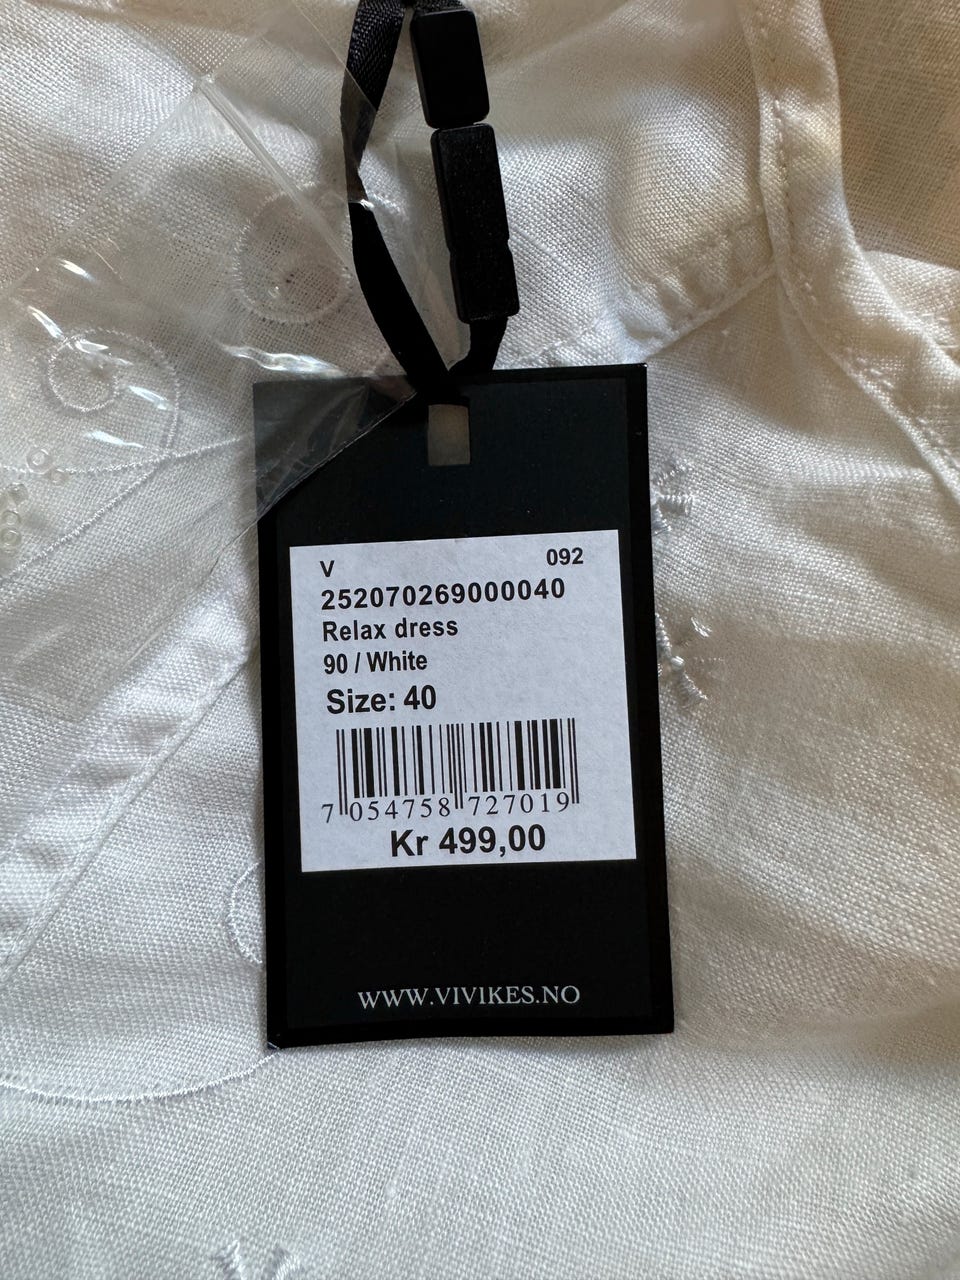 V 092
252070269000040
Relax dress
90 / White
Size: 40
7 054758 727019
Kr 499,00
WWW.VIVIKES.NO